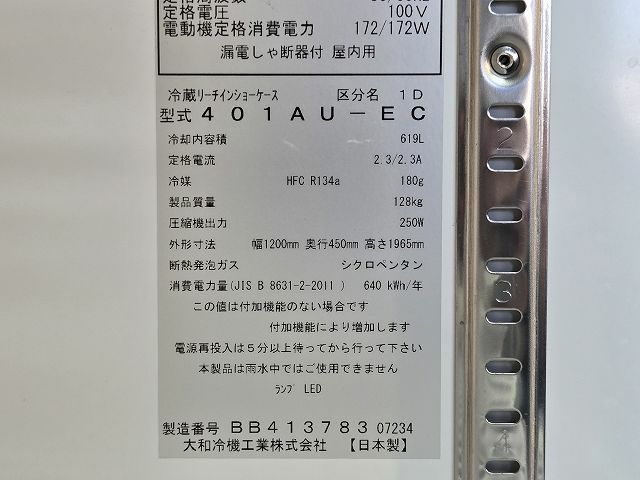 定格周波数 50/60Hz
定格電圧 100V
電動機定格消費電力 172/172W
漏電しゃ断器付 屋内用
冷蔵リーチインショーケース 区分名 1D
型式 401AU-EC
冷却内容積 619L
定格電流 2.3/2.3A
冷媒 HFC R134a 180g
製品質量 128kg
圧縮機出力 250W
外形寸法 幅1200mm 奥行450mm 高さ1965mm
断熱発泡ガス シクロペンタン
消費電力量(JIS B 8631-2-2011 ) 640 kWh/年
この値は付加機能のない場合です
付加機能により増加します
電源再投入は5分以上待ってから行って下さい
本製品は雨水中ではご使用できません
ランプ LED
製造番号 BB413783 07234
大和冷機工業株式会社 【日本製】
2
3
4